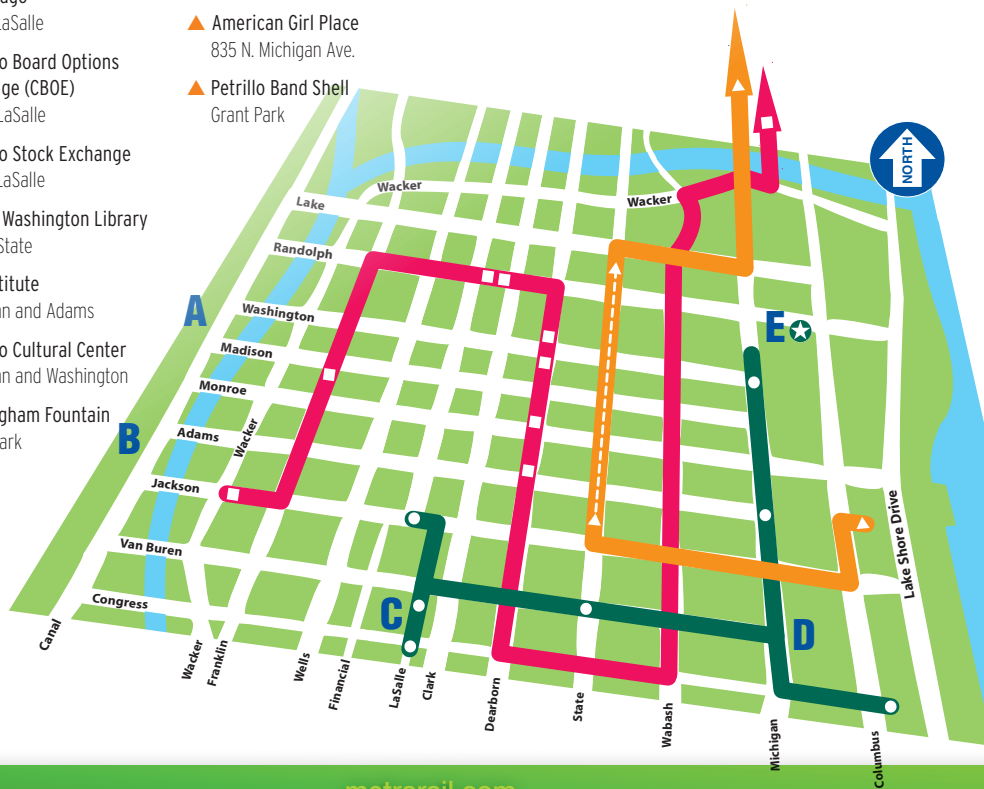 LaSalle
o Board Options
ge (CBOE)
LaSalle
o Stock Exchange
LaSalle
Washington Library
State
titute
n and Adams
o Cultural Center
n and Washington
gham Fountain
ark
American Girl Place
835 N. Michigan Ave.
Petrillo Band Shell
Grant Park
NORTH
Wacker
Wacker
Lake
Randolph
Washington
Madison
Monroe
Adams
Wacker
Jackson
Van Buren
Congress
A
B
C
D
E
Lake Shore Drive
Canal
Wacker
Franklin
Wells
Financial
LaSalle
Clark
Dearborn
State
Wabash
Michigan
Columbus
metrorail.com